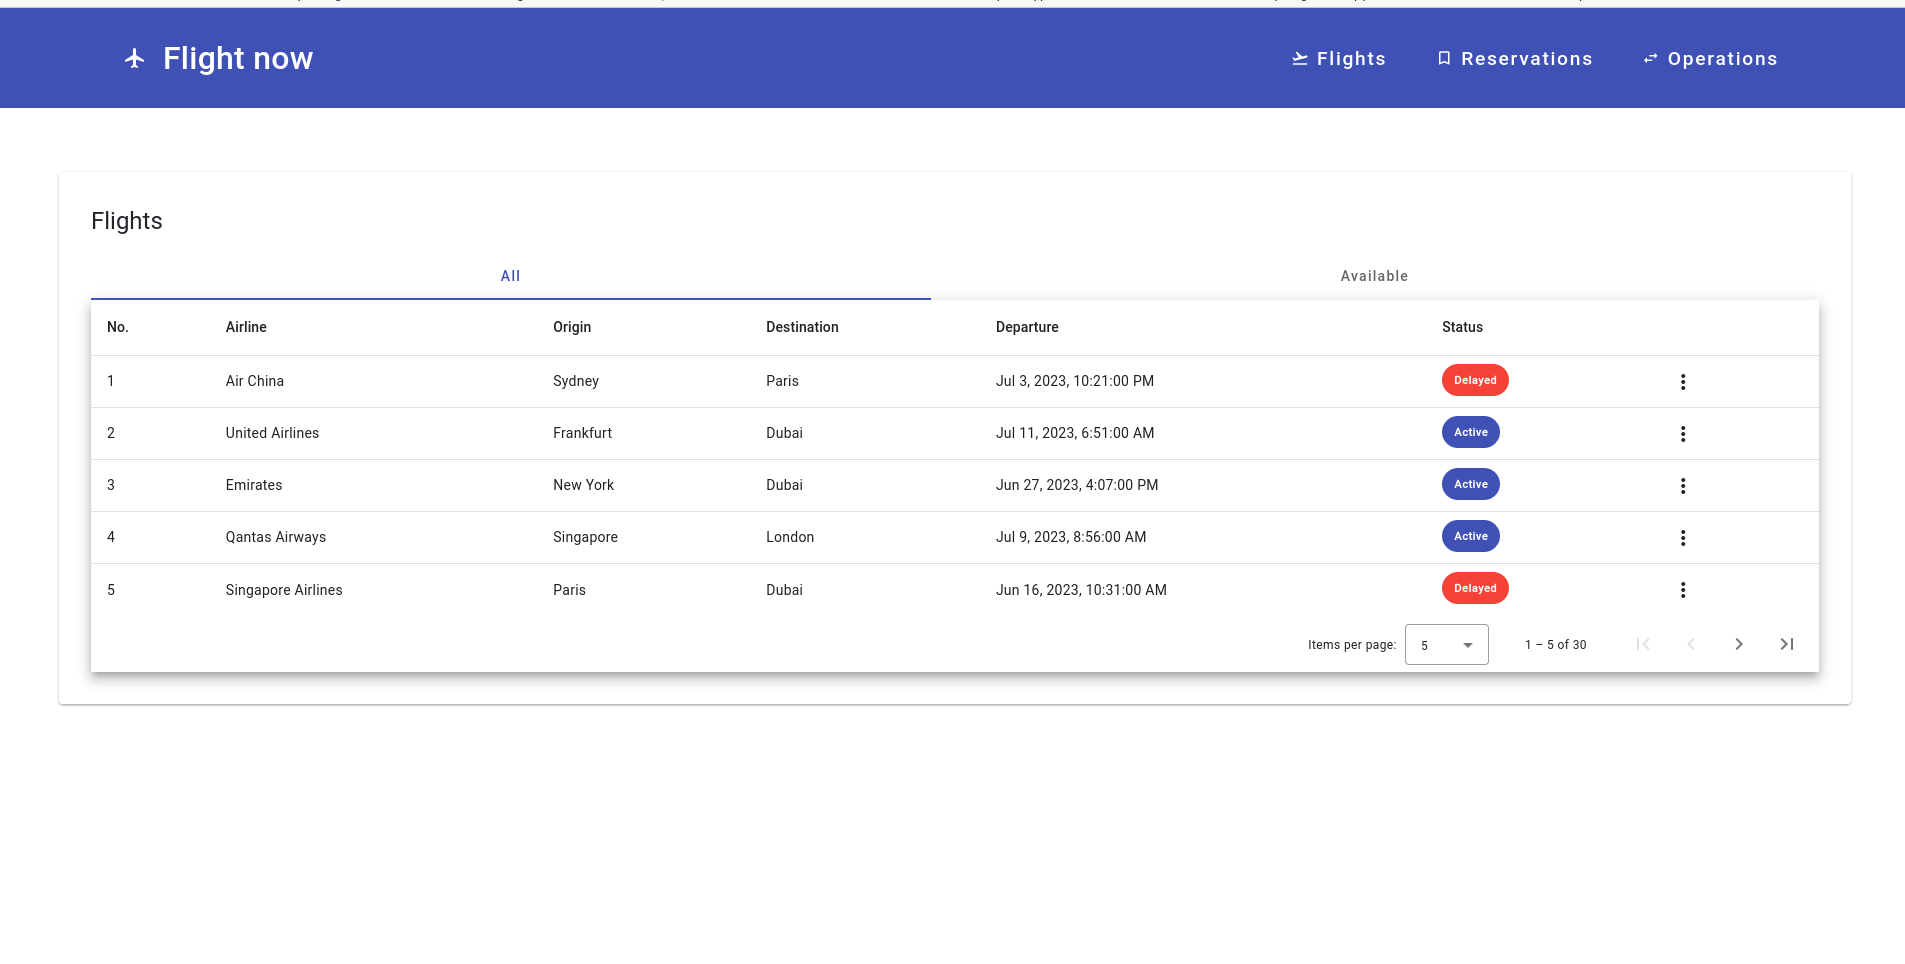 Flight now Flights Reservations Operations
Flights
All Available
No. Airline Origin Destination Departure Status
1 Air China Sydney Paris Jul 3, 2023, 10:21:00 PM Delayed
2 United Airlines Frankfurt Dubai Jul 11, 2023, 6:51:00 AM Active
3 Emirates New York Dubai Jun 27, 2023, 4:07:00 PM Active
4 Qantas Airways Singapore London Jul 9, 2023, 8:56:00 AM Active
5 Singapore Airlines Paris Dubai Jun 16, 2023, 10:31:00 AM Delayed
Items per page: 5 1 – 5 of 30